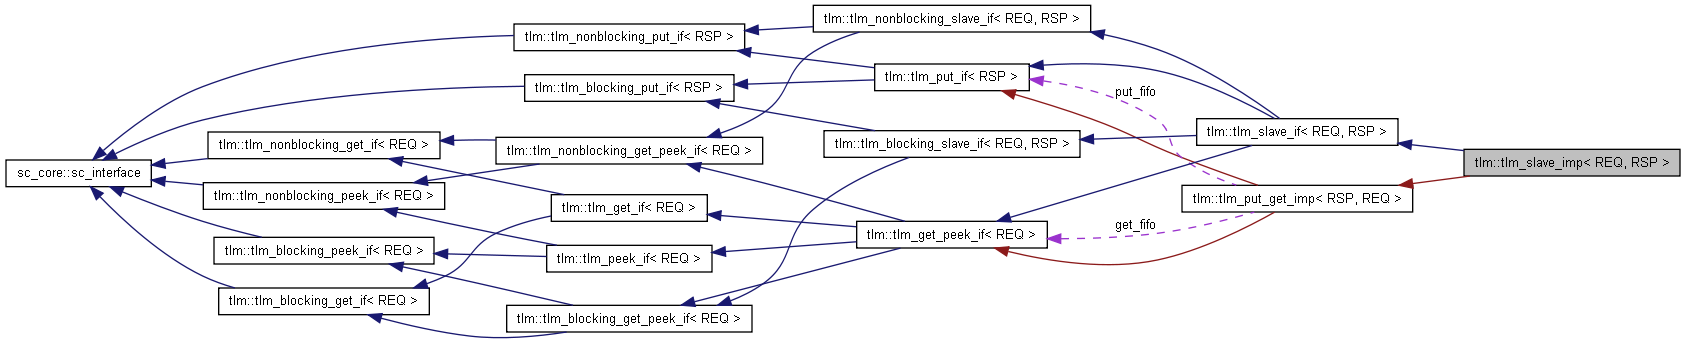 tlm::tlm_nonblocking_slave_if< REQ, RSP >
tlm::tlm_nonblocking_put_if< RSP >
tlm::tlm_put_if< RSP >
tlm::tlm_blocking_put_if< RSP >
put_fifo
tlm::tlm_slave_if< REQ, RSP >
tlm::tlm_blocking_slave_if< REQ, RSP >
tlm::tlm_nonblocking_get_if< REQ >
tlm::tlm_nonblocking_get_peek_if< REQ >
tlm::tlm_slave_imp< REQ, RSP >
sc_core::sc_interface
tlm::tlm_nonblocking_peek_if< REQ >
tlm::tlm_put_get_imp< RSP, REQ >
tlm::tlm_get_if< REQ >
get_fifo
tlm::tlm_get_peek_if< REQ >
tlm::tlm_blocking_peek_if< REQ >
tlm::tlm_peek_if< REQ >
tlm::tlm_blocking_get_if< REQ >
tlm::tlm_blocking_get_peek_if< REQ >